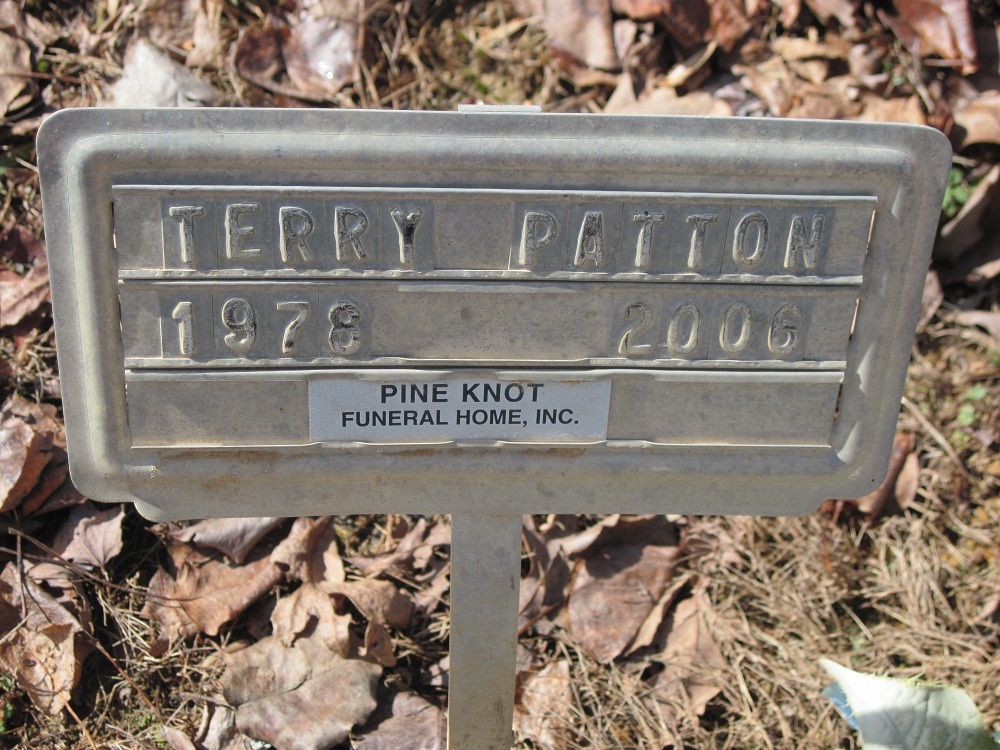 TERRY PATTON
1978 2006
PINE KNOT
FUNERAL HOME, INC.